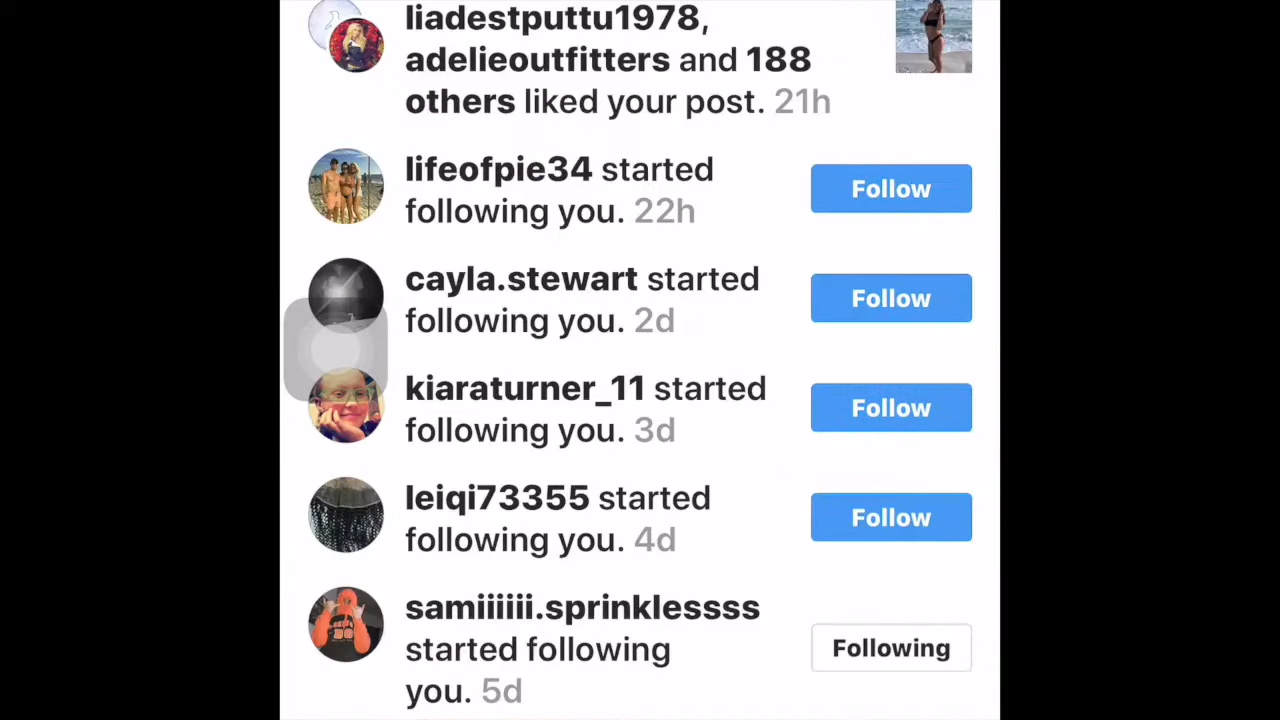 liadestputtu1978,
adelieoutfitters and 188
others liked your post. 21h
lifeofpie34 started
following you. 22h
Follow
cayla.stewart started
following you. 2d
Follow
kiaraturner_11 started
following you. 3d
Follow
leiqi73355 started
following you. 4d
Follow
samiiiiii.sprinklessss
started following
you. 5d
Following